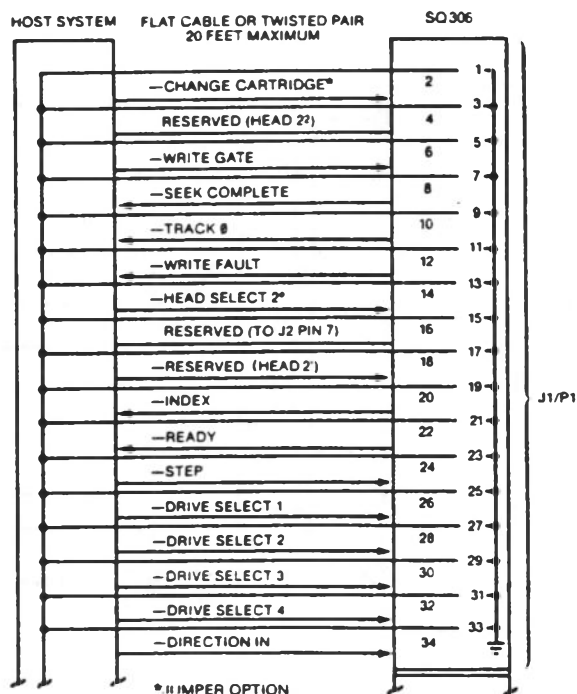 HOST SYSTEM FLAT CABLE OR TWISTED PAIR SQ306
20 FEET MAXIMUM
1
—CHANGE CARTRIDGE* 2
3
RESERVED (HEAD 2²) 4
5
—WRITE GATE 6
7
—SEEK COMPLETE 8
9
—TRACK 0 10
11
—WRITE FAULT 12
13
—HEAD SELECT 2⁰ 14
15
RESERVED (TO J2 PIN 7) 16
17
—RESERVED (HEAD 2¹) 18
19
—INDEX 20
21
—READY 22
23
—STEP 24
25
—DRIVE SELECT 1 26
27
—DRIVE SELECT 2 28
29
—DRIVE SELECT 3 30
31
—DRIVE SELECT 4 32
33
—DIRECTION IN 34
J1/P1
*JUMPER OPTION